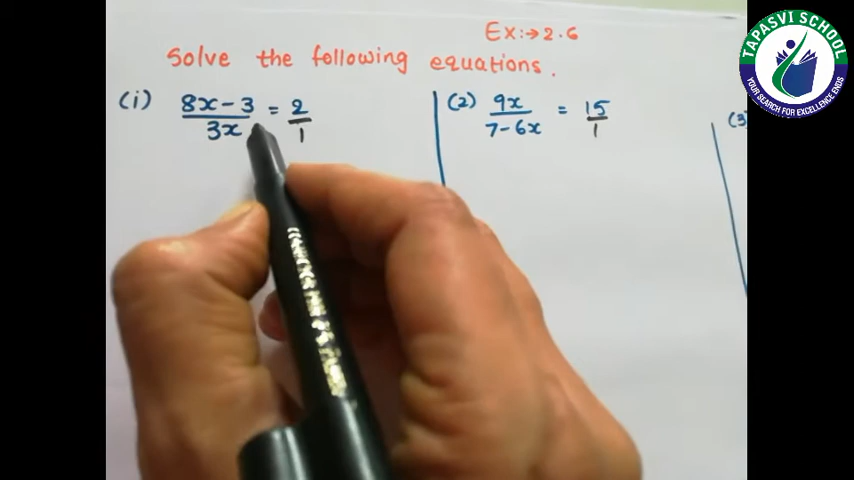 Ex:→2.6
Solve the following equations.
(i) 8x-3/3x = 2/1
(2) 9x/7-6x = 15/1
(3)
TAPASVI SCHOOL
YOUR SEARCH FOR EXCELLENCE ENDS